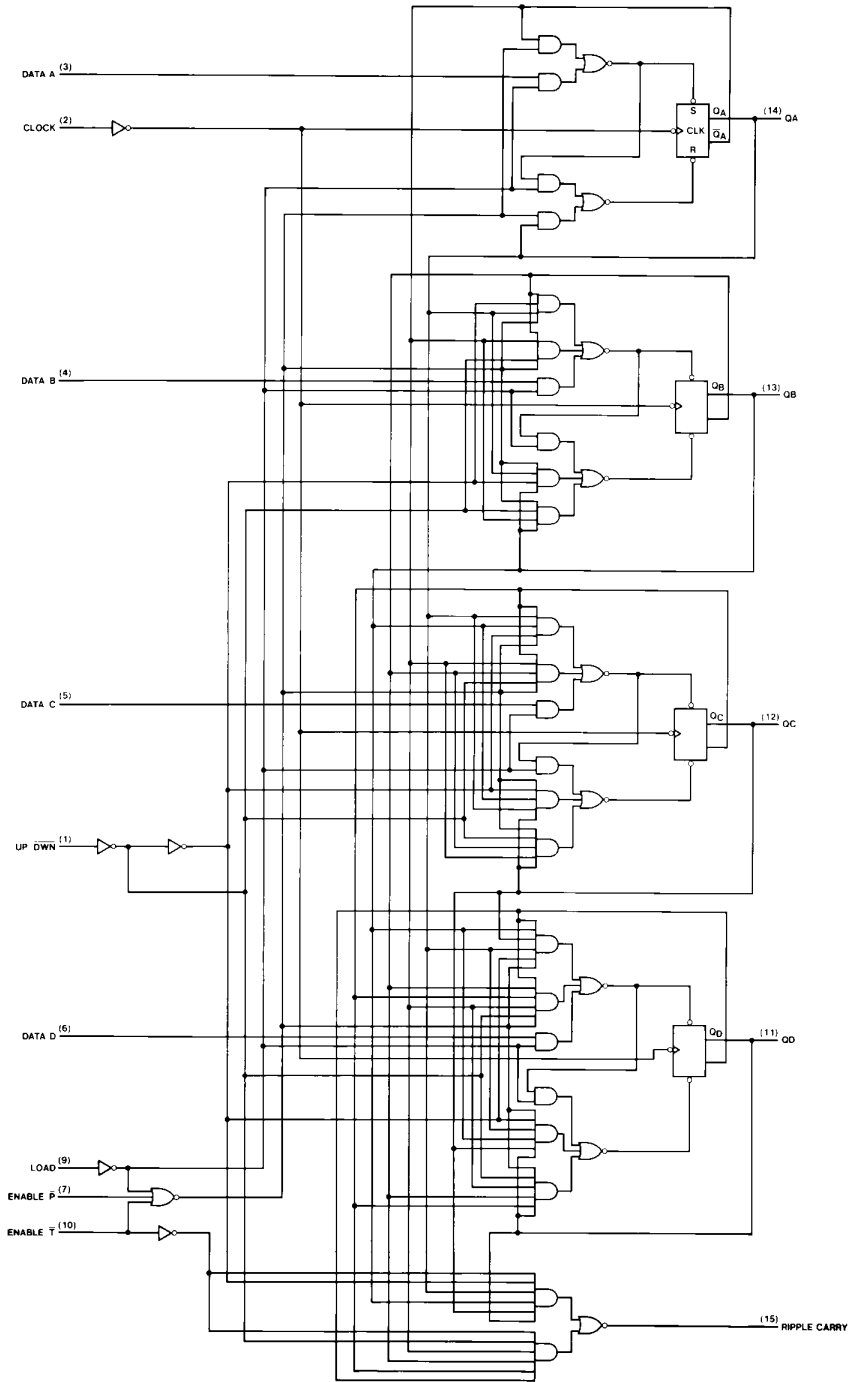 DATA A (3)
CLOCK (2)
S QA
CLK Q̅A
R
(14) QA
DATA B (4)
QB
(13) QB
DATA C (5)
QC
(12) QC
UP D̅W̅N̅ (1)
DATA D (6)
QD
(11) QD
LOAD (9)
ENABLE P̅ (7)
ENABLE T̅ (10)
(15) RIPPLE CARRY